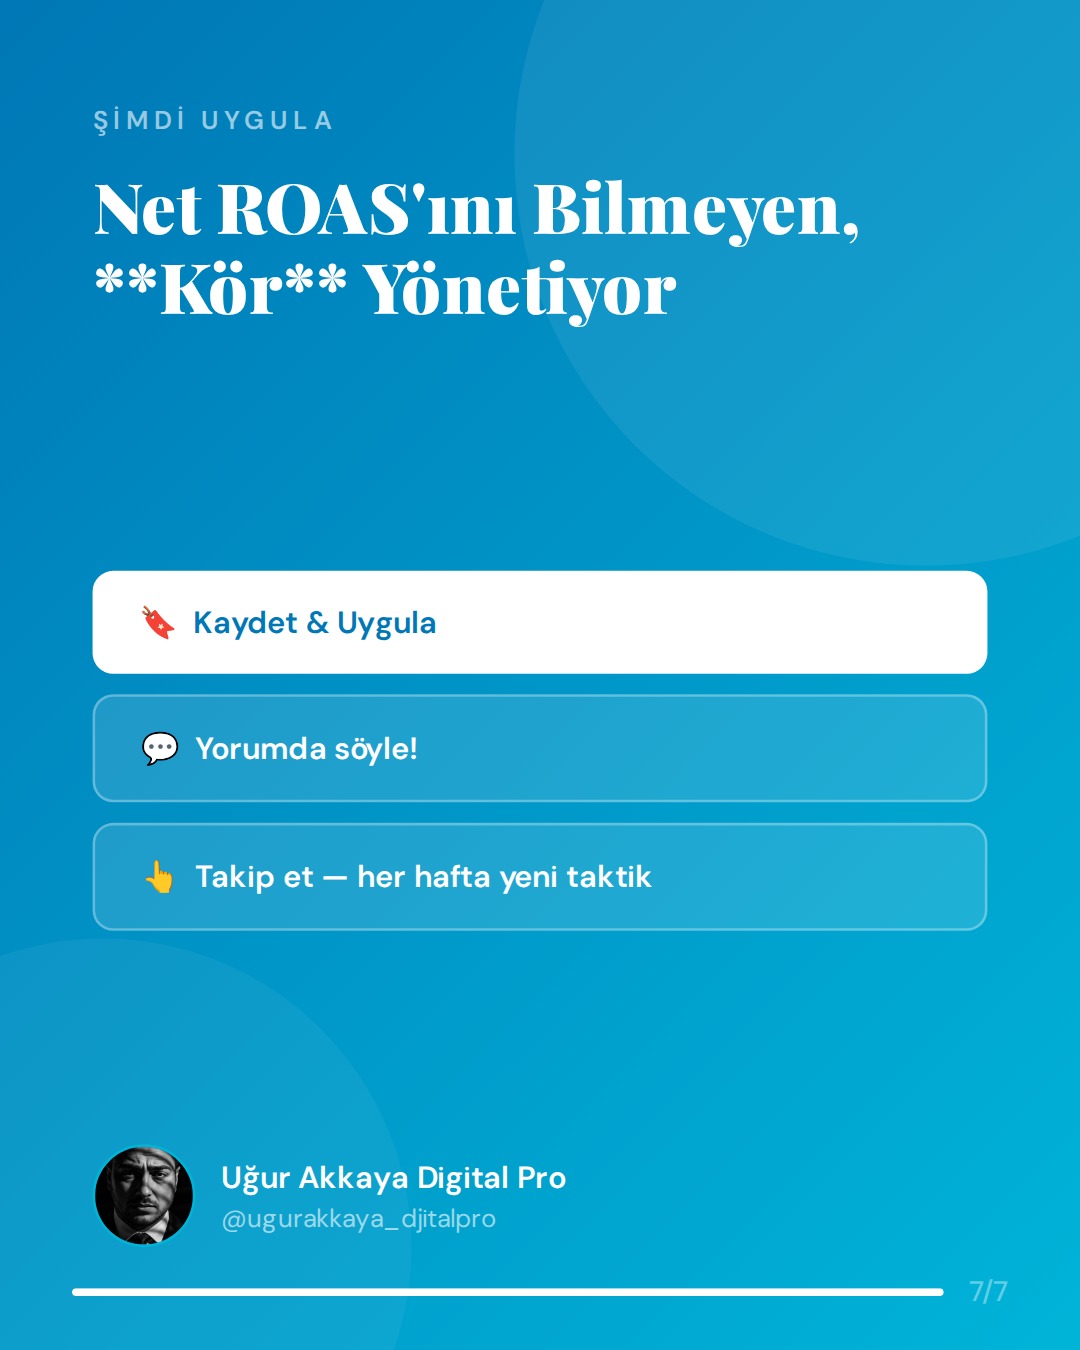 ŞİMDİ UYGULA
Net ROAS'ını Bilmeyen,
**Kör** Yönetiyor
🔖 Kaydet & Uygula
💬 Yorumda söyle!
👆 Takip et — her hafta yeni taktik
Uğur Akkaya Digital Pro
@ugurakkaya_djitalpro
7/7